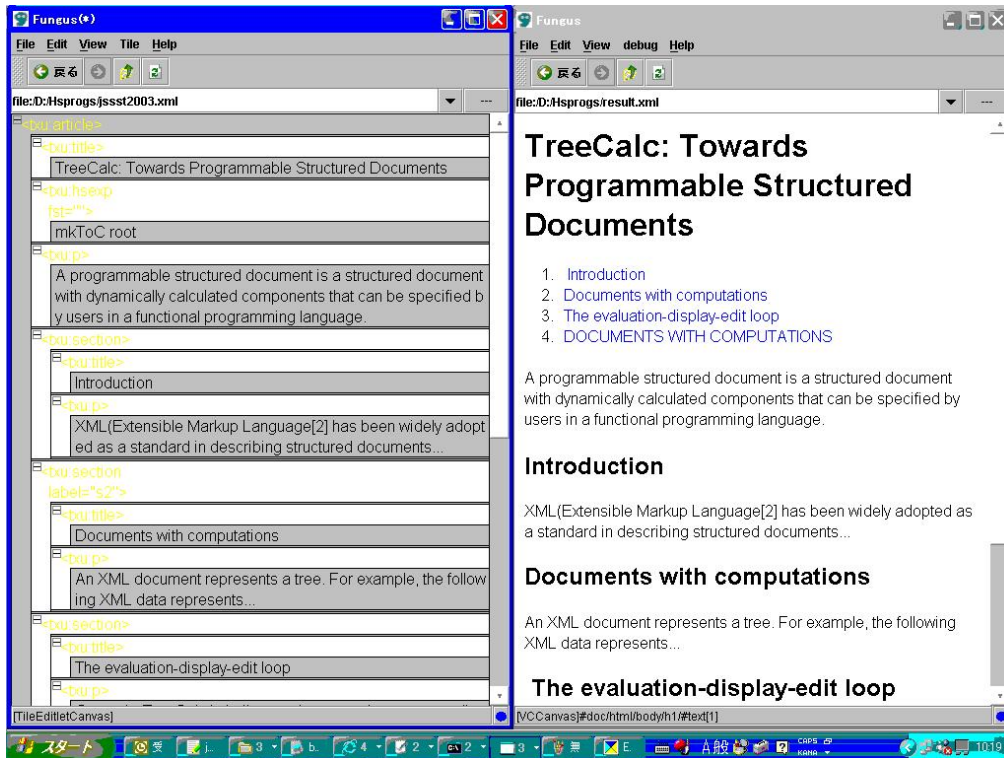 Fungus(*)
File Edit View Tile Help
戻る
file:/D:/Hsprogs/jssst2003.xml
<txu:article>
<txu:title>
TreeCalc: Towards Programmable Structured Documents
<txu:hsexp
fst="">
mkToC root
<txu:p>
A programmable structured document is a structured document
with dynamically calculated components that can be specified b
y users in a functional programming language.
<txu:section>
<txu:title>
Introduction
<txu:p>
XML(Extensible Markup Language[2] has been widely adopt
ed as a standard in describing structured documents...
<txu:section
label="s2">
<txu:title>
Documents with computations
<txu:p>
An XML document represents a tree. For example, the follow
ing XML data represents...
<txu:section>
<txu:title>
The evaluation-display-edit loop
<txu:p>
[TileEditletCanvas]
Fungus
File Edit View debug Help
戻る
file:/D:/Hsprogs/result.xml
TreeCalc: Towards
Programmable Structured
Documents
1. Introduction
2. Documents with computations
3. The evaluation-display-edit loop
4. DOCUMENTS WITH COMPUTATIONS
A programmable structured document is a structured document
with dynamically calculated components that can be specified by
users in a functional programming language.
Introduction
XML(Extensible Markup Language[2] has been widely adopted as
a standard in describing structured documents...
Documents with computations
An XML document represents a tree. For example, the following
XML data represents...
The evaluation-display-edit loop
[VCCanvas]#doc/html/body/h1/#text[1]
スタート 受 j... 3 b. 4 2 2 3 E. A般 CAPS KANA 10:19